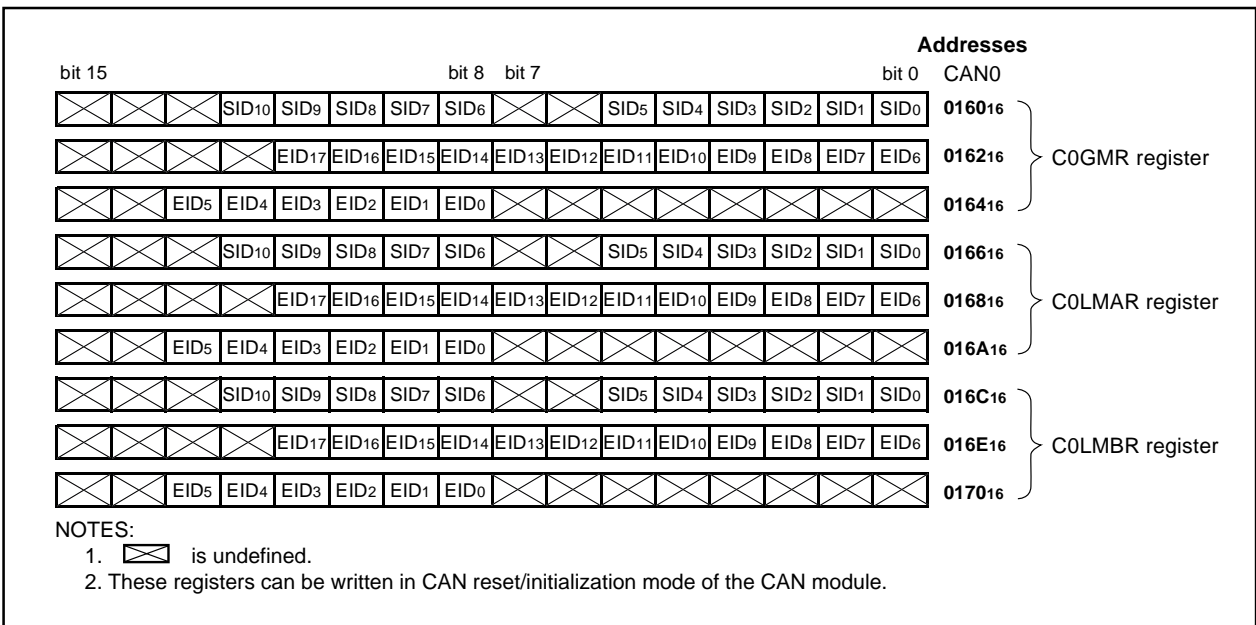 Addresses
bit 15 bit 8 bit 7 bit 0 CAN0
SID10 SID9 SID8 SID7 SID6 SID5 SID4 SID3 SID2 SID1 SID0 016016
EID17 EID16 EID15 EID14 EID13 EID12 EID11 EID10 EID9 EID8 EID7 EID6 016216 C0GMR register
EID5 EID4 EID3 EID2 EID1 EID0 016416
SID10 SID9 SID8 SID7 SID6 SID5 SID4 SID3 SID2 SID1 SID0 016616
EID17 EID16 EID15 EID14 EID13 EID12 EID11 EID10 EID9 EID8 EID7 EID6 016816 C0LMAR register
EID5 EID4 EID3 EID2 EID1 EID0 016A16
SID10 SID9 SID8 SID7 SID6 SID5 SID4 SID3 SID2 SID1 SID0 016C16
EID17 EID16 EID15 EID14 EID13 EID12 EID11 EID10 EID9 EID8 EID7 EID6 016E16 C0LMBR register
EID5 EID4 EID3 EID2 EID1 EID0 017016
NOTES:
1. is undefined.
2. These registers can be written in CAN reset/initialization mode of the CAN module.